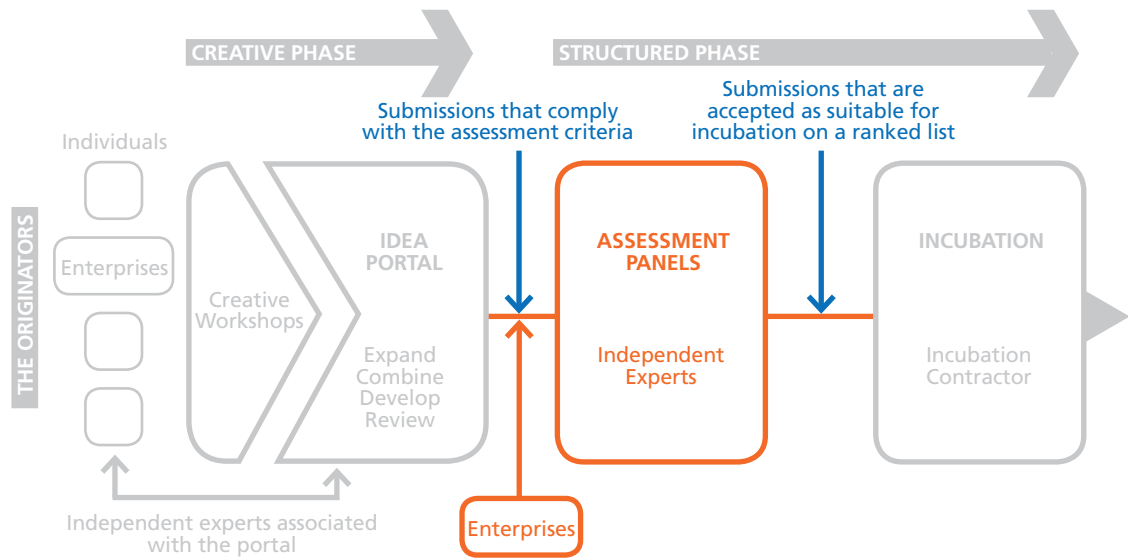 CREATIVE PHASE
STRUCTURED PHASE
Submissions that comply
with the assessment criteria
Submissions that are
accepted as suitable for
incubation on a ranked list
THE ORIGINATORS
Individuals
Enterprises
Creative
Workshops
IDEA
PORTAL
Expand
Combine
Develop
Review
ASSESSMENT
PANELS
Independent
Experts
INCUBATION
Incubation
Contractor
Independent experts associated
with the portal
Enterprises